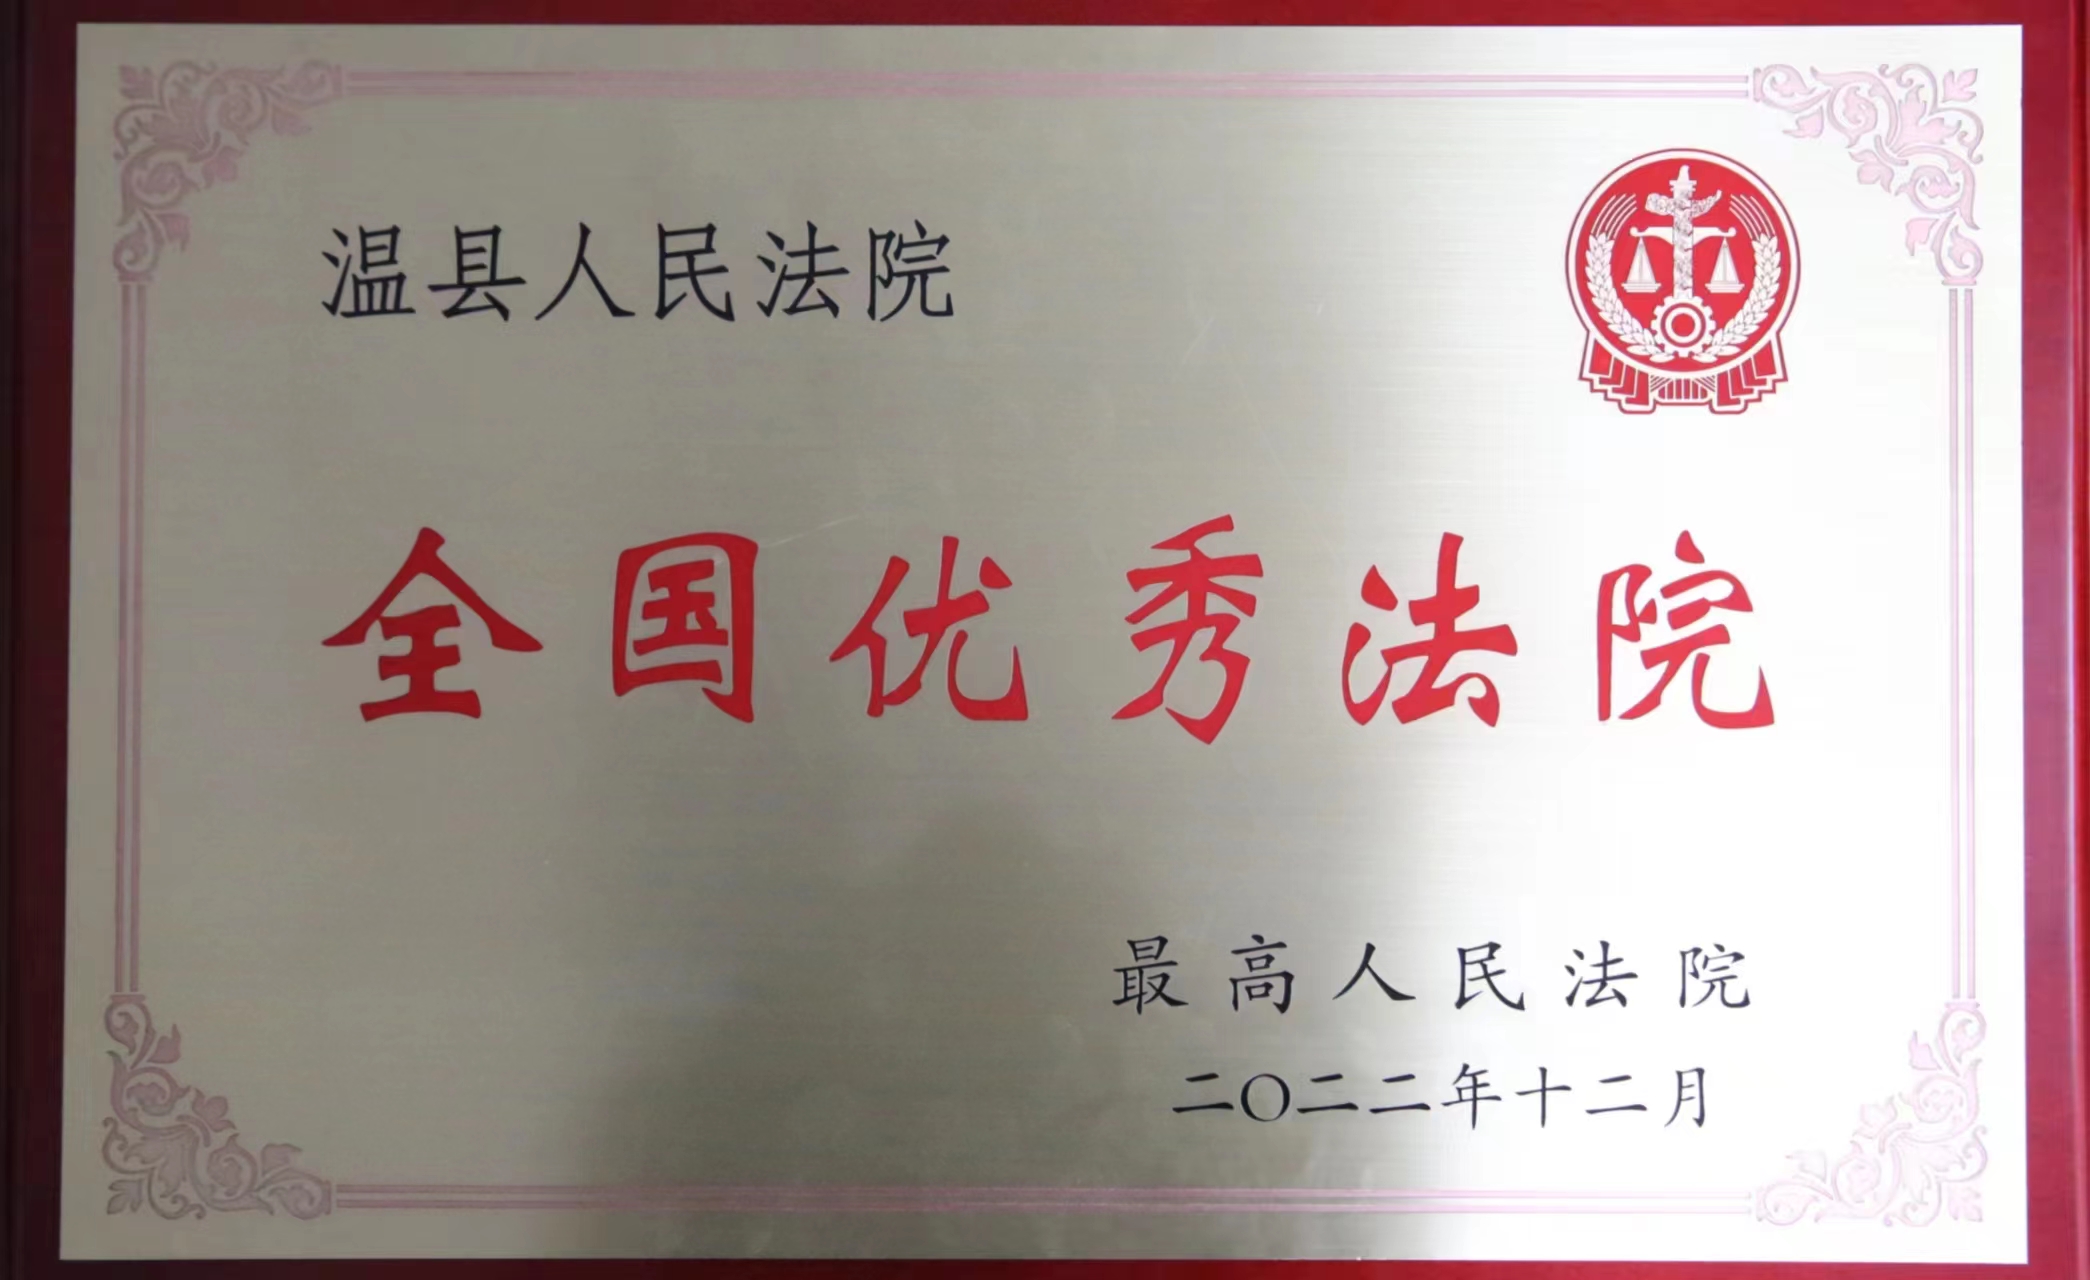 温县人民法院
全国优秀法院
最高人民法院
二〇二二年十二月